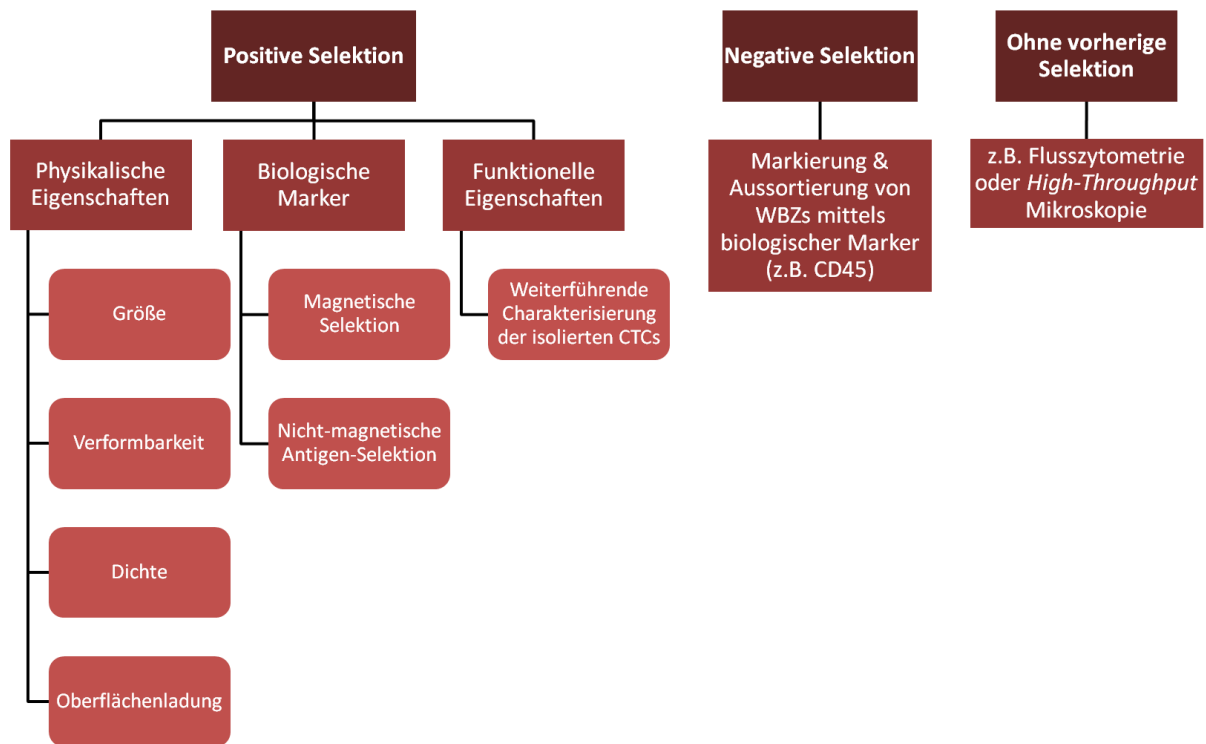 Positive Selektion
Physikalische
Eigenschaften
Größe
Verformbarkeit
Dichte
Oberflächenladung
Biologische
Marker
Magnetische
Selektion
Nicht-magnetische
Antigen-Selektion
Funktionelle
Eigenschaften
Weiterführende
Charakterisierung
der isolierten CTCs
Negative Selektion
Markierung &
Aussortierung von
WBZs mittels
biologischer Marker
(z.B. CD45)
Ohne vorherige
Selektion
z.B. Flusszytometrie
oder High-Throughput
Mikroskopie